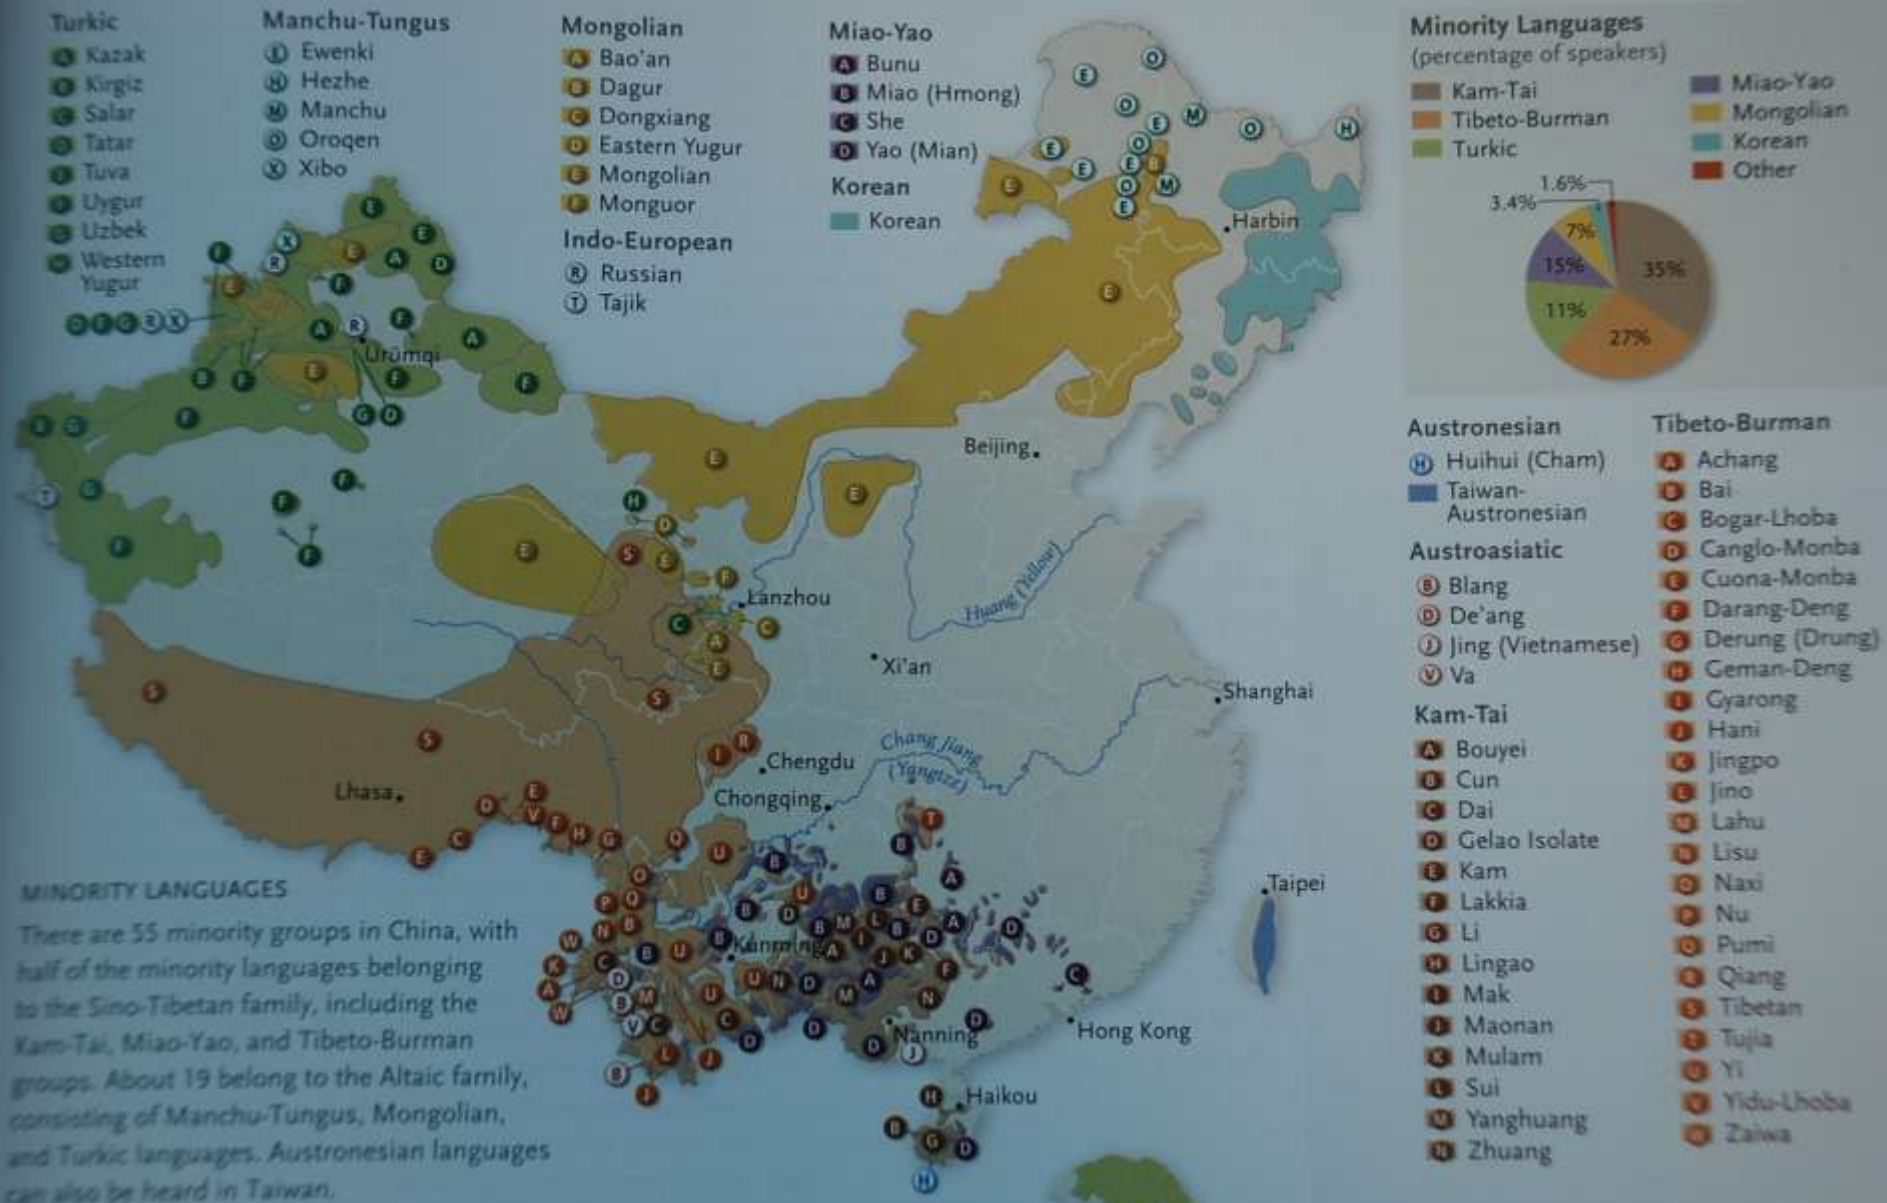 Turkic
Kazak
Kirgiz
Salar
Tatar
Tuva
Uygur
Uzbek
Western
Yugur
Manchu-Tungus
E Ewenki
H Hezhe
M Manchu
O Oroqen
X Xibo
Mongolian
A Bao'an
B Dagur
C Dongxiang
D Eastern Yugur
E Mongolian
F Monguor
Indo-European
R Russian
T Tajik
Miao-Yao
A Bunu
B Miao (Hmong)
C She
D Yao (Mian)
Korean
Korean
Minority Languages
(percentage of speakers)
Kam-Tai
Tibeto-Burman
Turkic
Miao-Yao
Mongolian
Korean
Other
1.6%
3.4%
7%
15%
35%
11%
27%
Harbin
Ürümqi
Beijing
Lanzhou
Huang (Yellow)
Xi'an
Shanghai
Chang Jiang
(Yangtze)
Chengdu
Lhasa
Chongqing
Taipei
Kunming
Nanning
Hong Kong
Haikou
Austronesian
H Huihui (Cham)
Taiwan-
Austronesian
Austroasiatic
B Blang
D De'ang
J Jing (Vietnamese)
V Va
Kam-Tai
A Bouyei
B Cun
C Dai
D Gelao Isolate
E Kam
F Lakkia
G Li
H Lingao
I Mak
J Maonan
K Mulam
L Sui
M Yanghuang
N Zhuang
Tibeto-Burman
A Achang
B Bai
C Bogar-Lhoba
D Canglo-Monba
E Cuona-Monba
F Darang-Deng
G Derung (Drung)
H Geman-Deng
I Gyarong
J Hani
K Jingpo
L Jino
M Lahu
N Lisu
O Naxi
P Nu
Q Pumi
R Qiang
S Tibetan
T Tujia
U Yi
V Yidu-Lhoba
W Zaiwa
MINORITY LANGUAGES
There are 55 minority groups in China, with
half of the minority languages belonging
to the Sino-Tibetan family, including the
Kam-Tai, Miao-Yao, and Tibeto-Burman
groups. About 19 belong to the Altaic family,
consisting of Manchu-Tungus, Mongolian,
and Turkic languages. Austronesian languages
can also be heard in Taiwan.